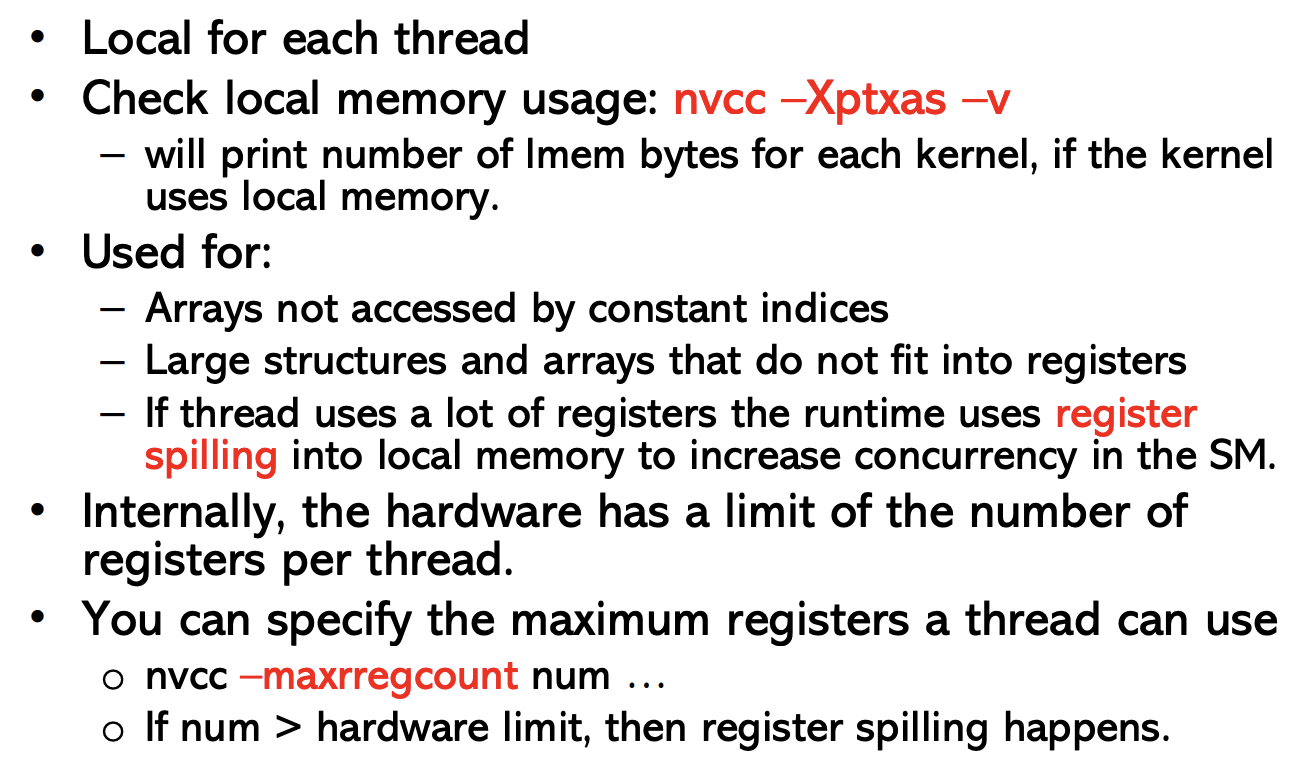 • Local for each thread
• Check local memory usage: nvcc –Xptxas –v
– will print number of lmem bytes for each kernel, if the kernel
uses local memory.
• Used for:
– Arrays not accessed by constant indices
– Large structures and arrays that do not fit into registers
– If thread uses a lot of registers the runtime uses register
spilling into local memory to increase concurrency in the SM.
• Internally, the hardware has a limit of the number of
registers per thread.
• You can specify the maximum registers a thread can use
o nvcc –maxrregcount num …
o If num > hardware limit, then register spilling happens.